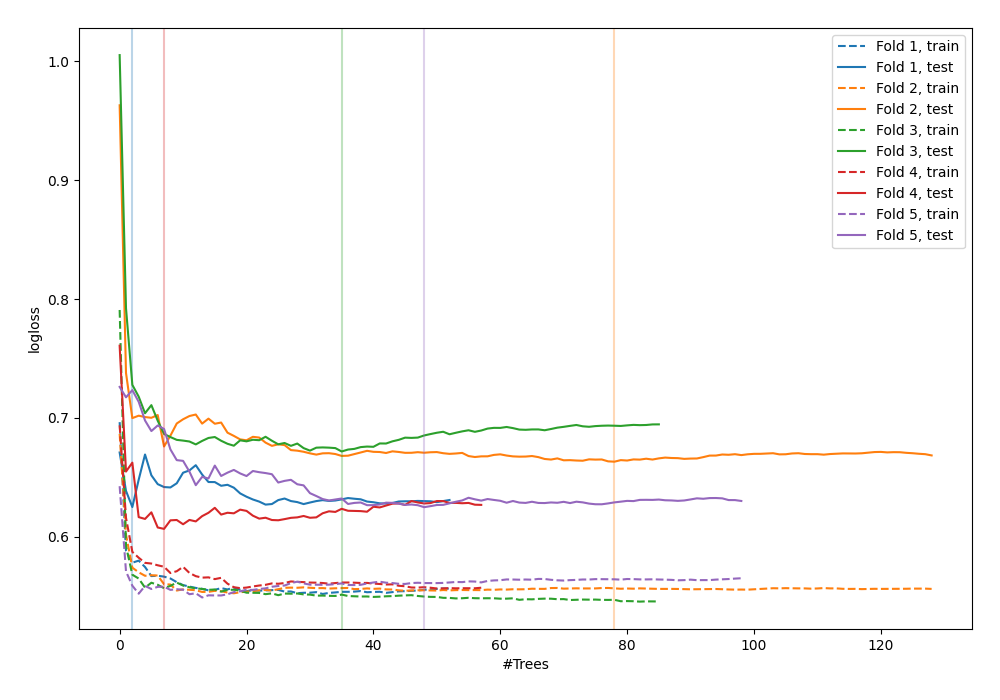 1.0
0.9
0.8
0.7
0.6
logloss
0
20
40
60
80
100
120
#Trees
Fold 1, train
Fold 1, test
Fold 2, train
Fold 2, test
Fold 3, train
Fold 3, test
Fold 4, train
Fold 4, test
Fold 5, train
Fold 5, test